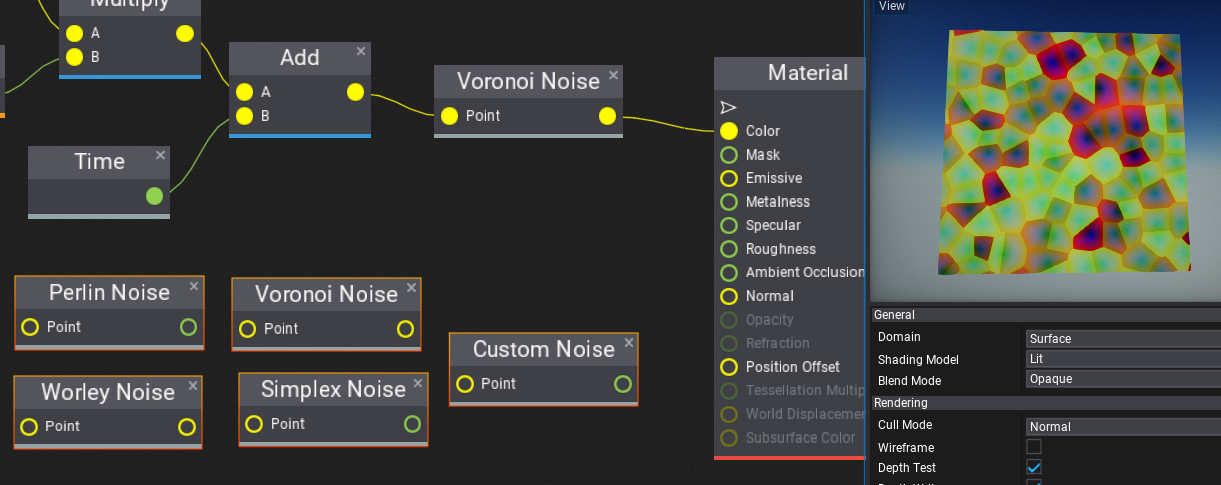 Multiply
A
B
Add
A
B
Time
Voronoi Noise
Point
Material
Color
Mask
Emissive
Metalness
Specular
Roughness
Ambient Occlusion
Normal
Opacity
Refraction
Position Offset
Tessellation Multip
World Displacemen
Subsurface Color
Perlin Noise
Point
Voronoi Noise
Point
Custom Noise
Point
Worley Noise
Point
Simplex Noise
Point
View
General
Domain Surface
Shading Model Lit
Blend Mode Opaque
Rendering
Cull Mode Normal
Wireframe
Depth Test